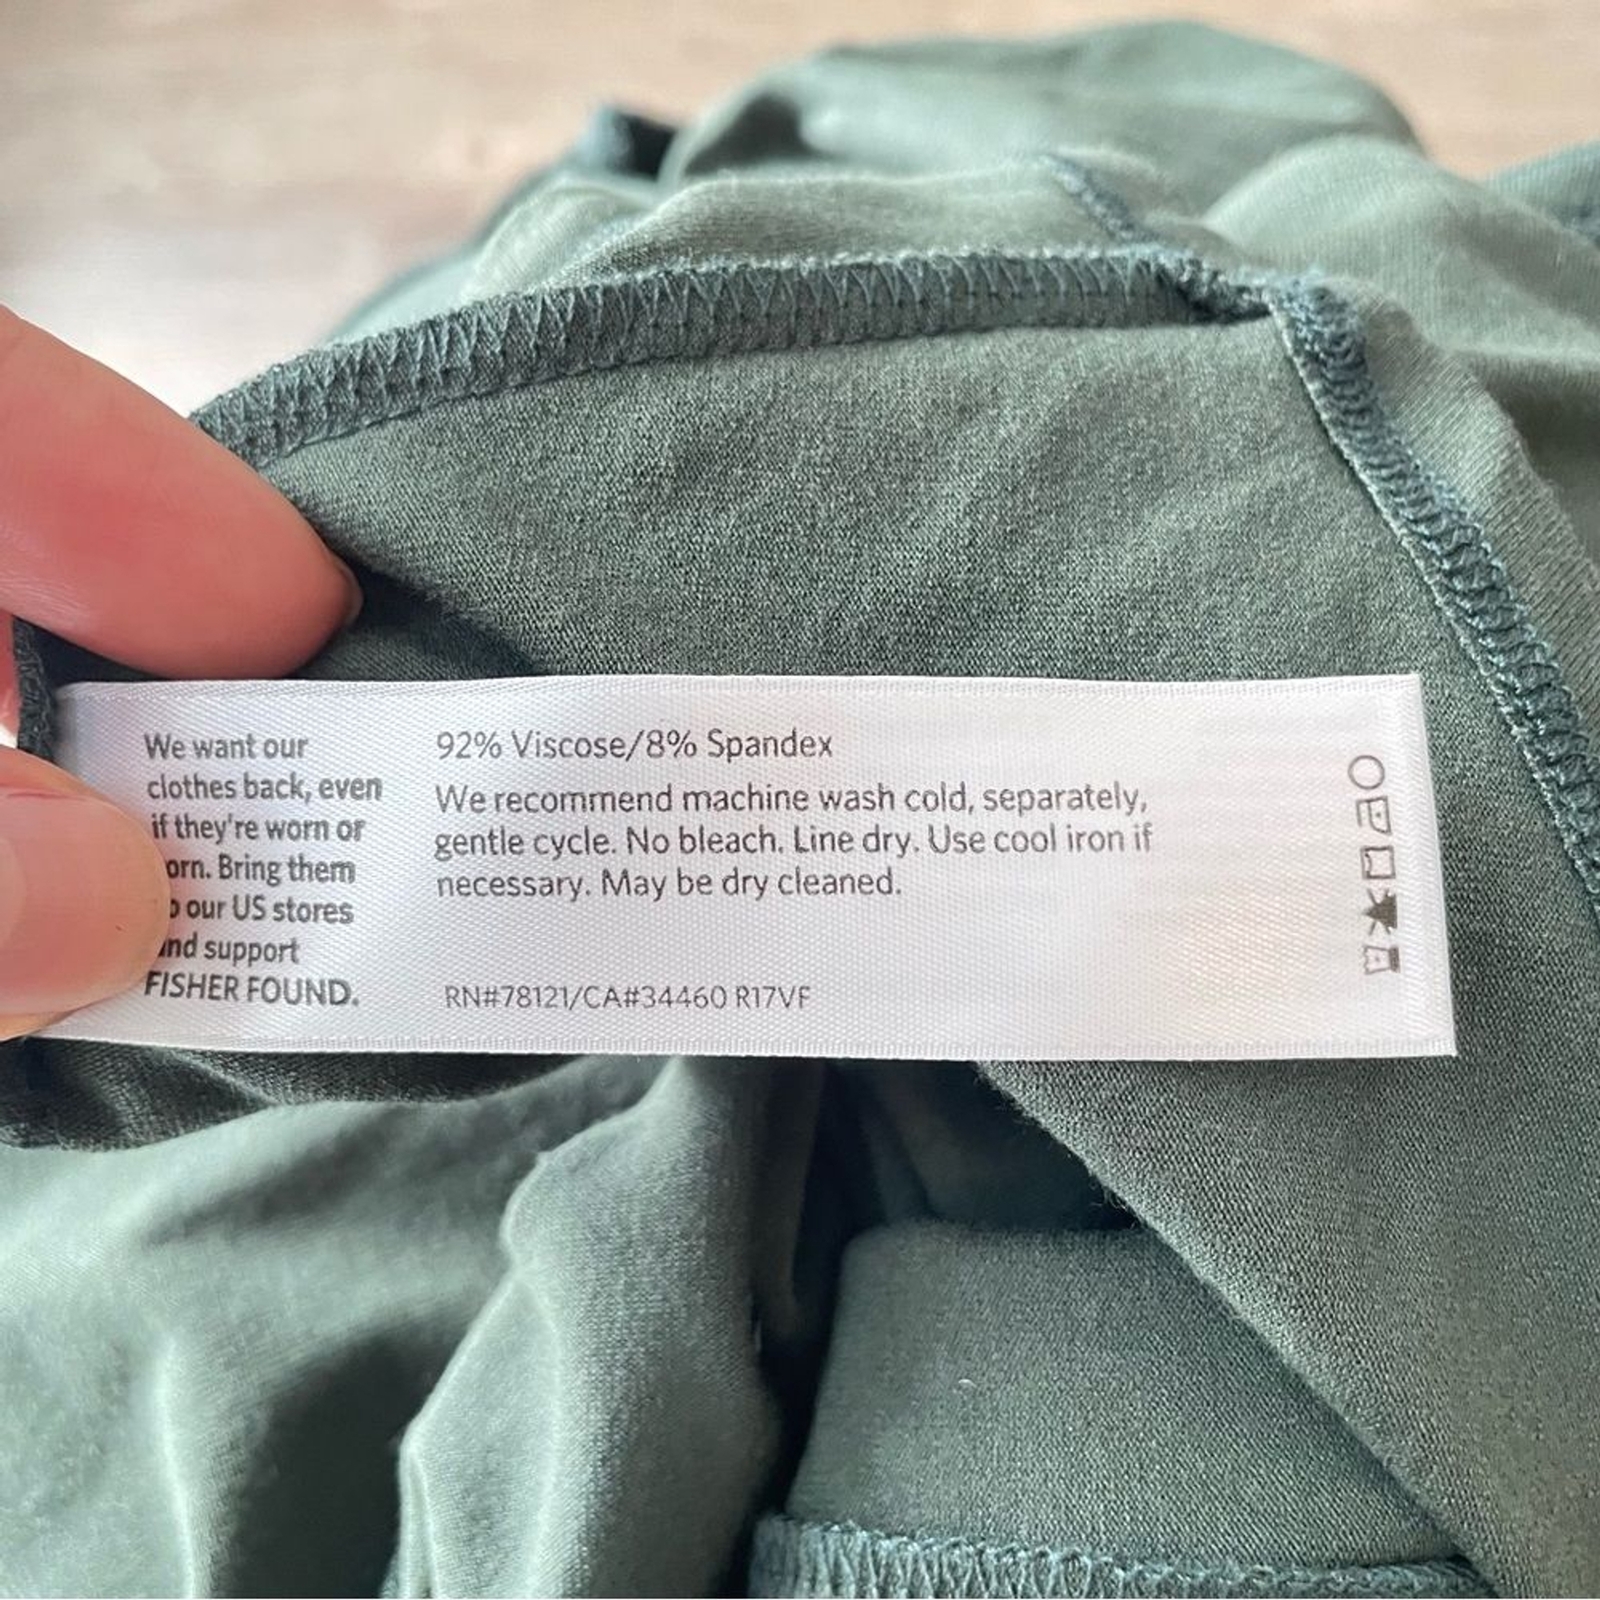 We want our
clothes back, even
if they're worn or
orn. Bring them
o our US stores
nd support
FISHER FOUND.
92% Viscose/8% Spandex
We recommend machine wash cold, separately,
gentle cycle. No bleach. Line dry. Use cool iron if
necessary. May be dry cleaned.
RN#78121/CA#34460 R17VF